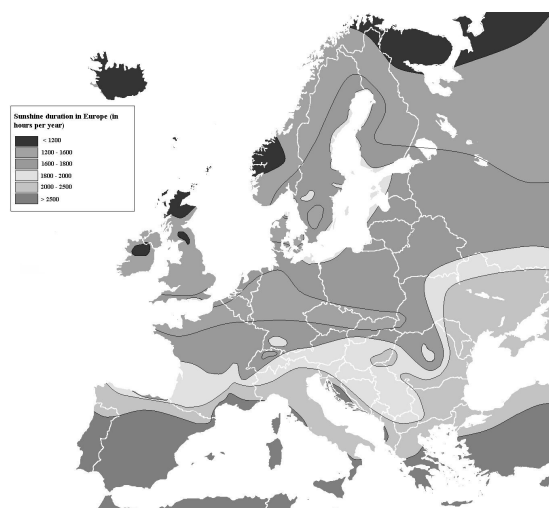 Sunshine duration in Europe (in
hours per year)
< 1200
1200 - 1600
1600 - 1800
1800 - 2000
2000 - 2500
> 2500